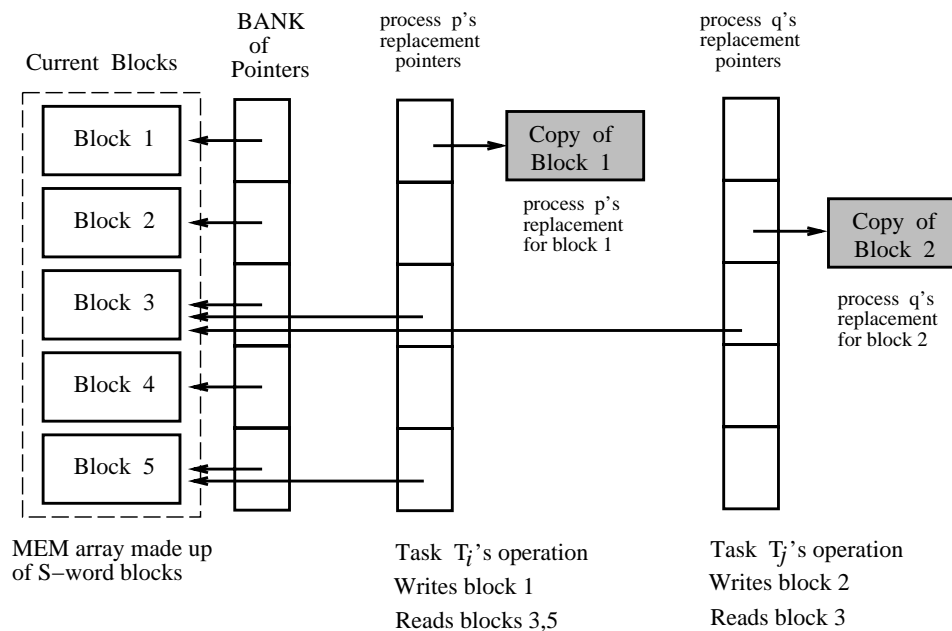 BANK
of
Pointers
process p's
replacement
pointers
process q's
replacement
pointers
Current Blocks
Block 1
Block 2
Block 3
Block 4
Block 5
Copy of
Block 1
process p's
replacement
for block 1
Copy of
Block 2
process q's
replacement
for block 2
MEM array made up
of S−word blocks
Task Ti's operation
Writes block 1
Reads blocks 3,5
Task Tj's operation
Writes block 2
Reads block 3